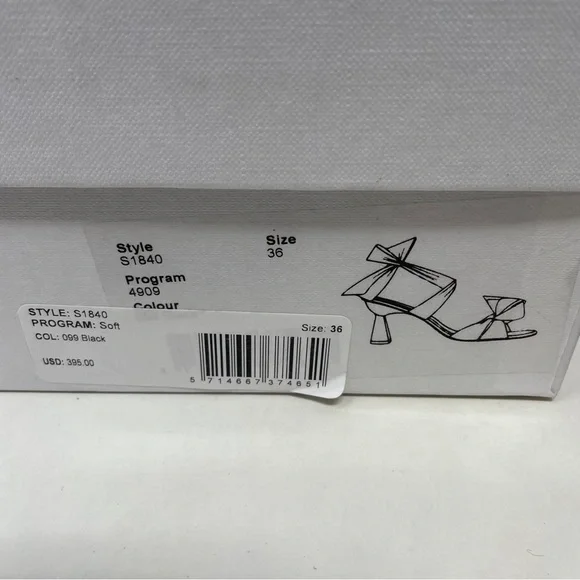 Style
S1840
Size
36
Program
4909
Colour
STYLE: S1840
PROGRAM: Soft
COL: 099 Black
USD: 395.00
Size: 36
5 714667 374651